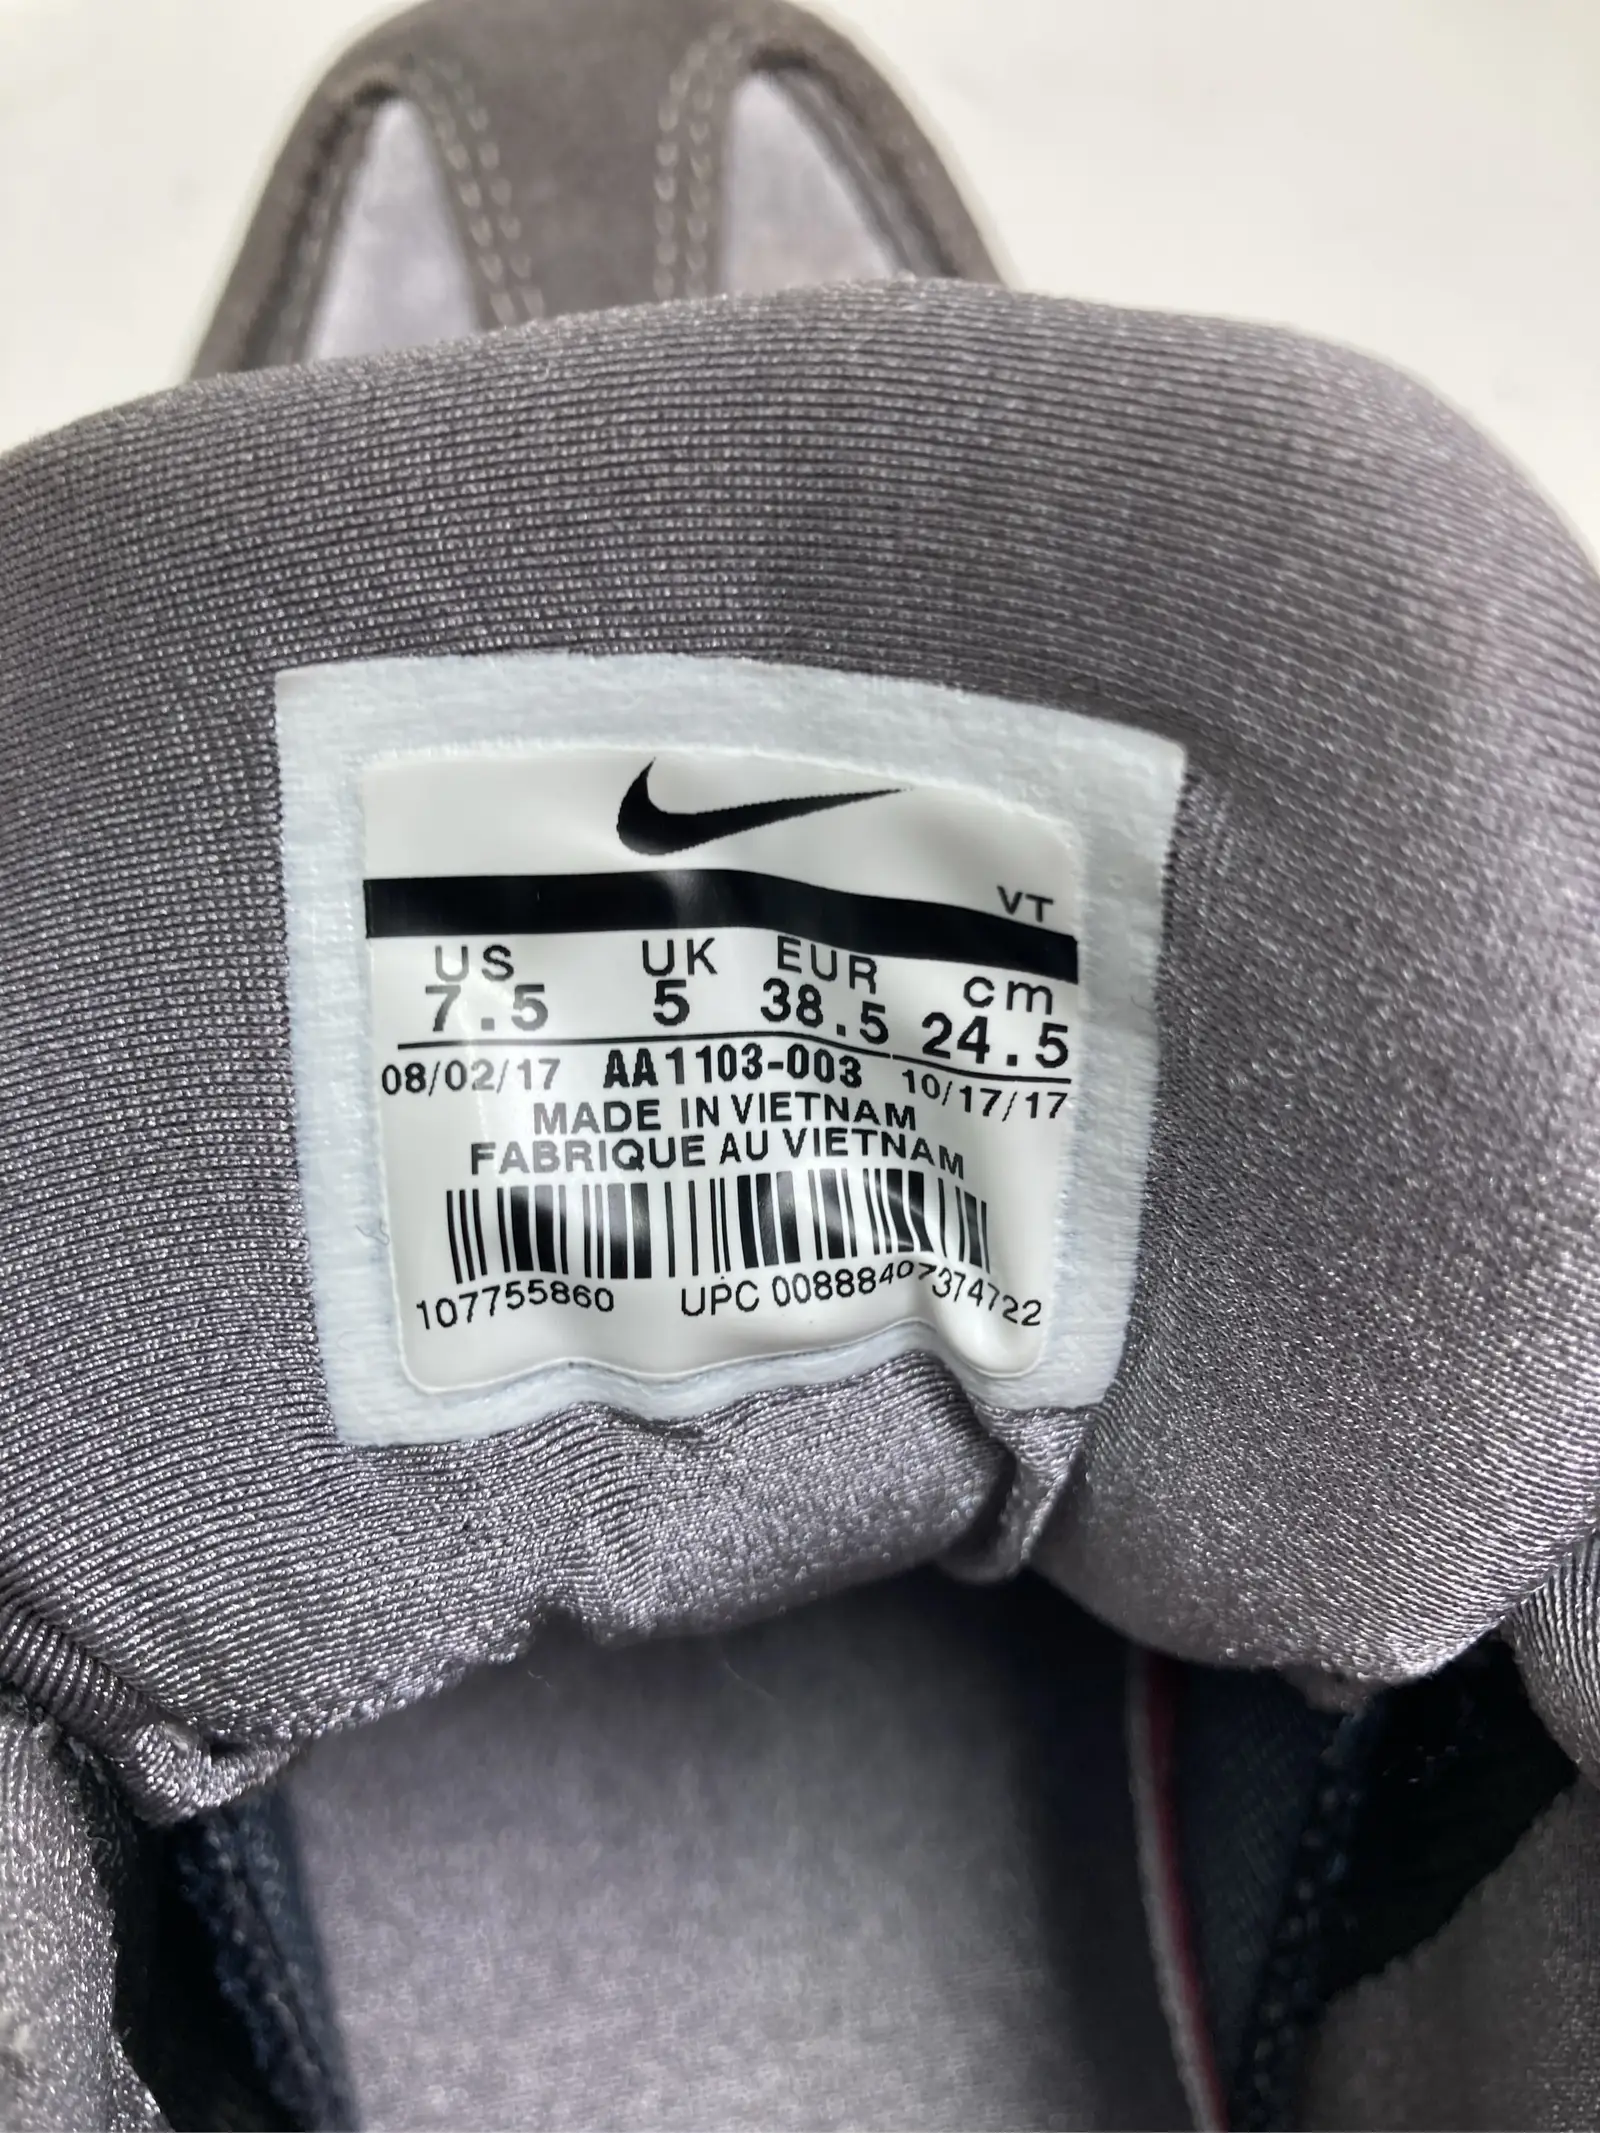 VT
US UK EUR cm
7.5 5 38.5 24.5
08/02/17 AA1103-003 10/17/17
MADE IN VIETNAM
FABRIQUE AU VIETNAM
107755860 UPC 00888407374722